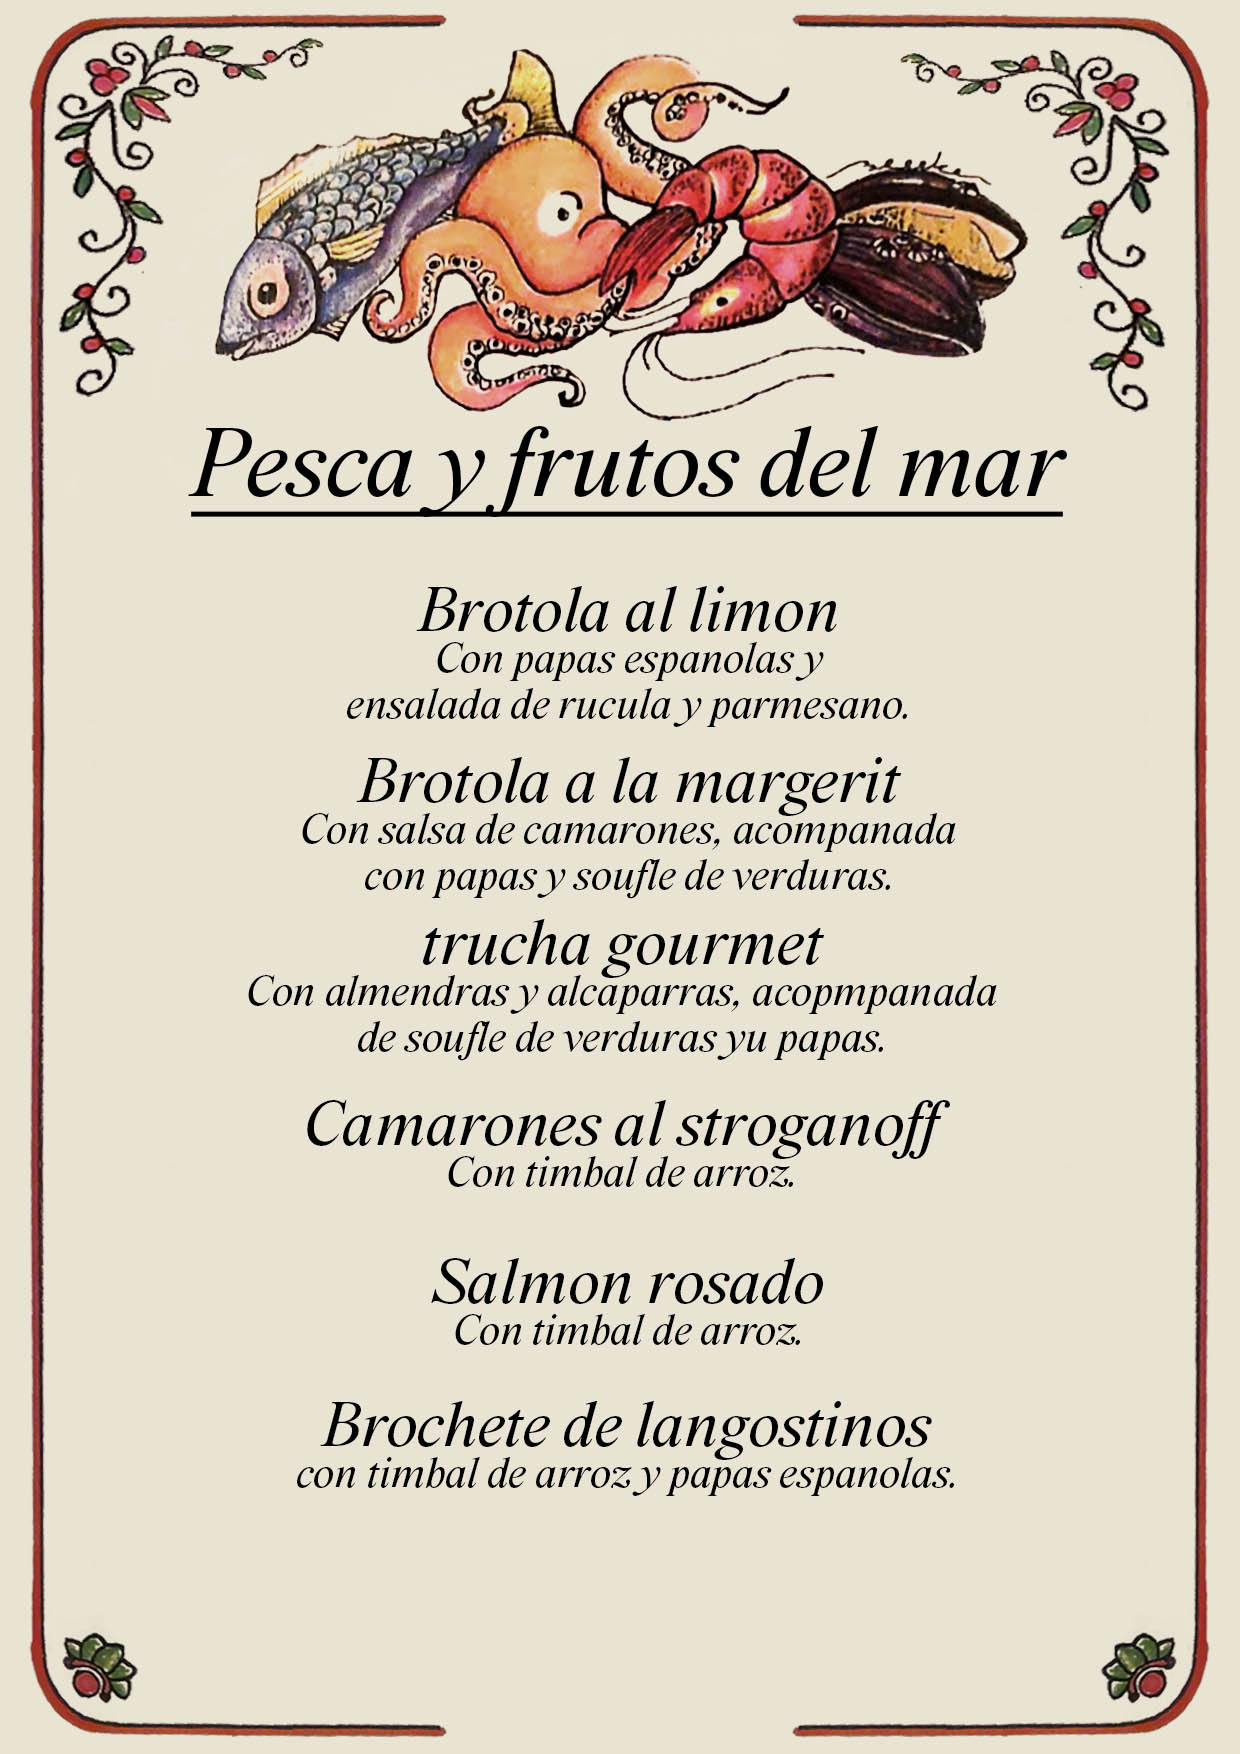 Pesca y frutos del mar
Brotola al limon
Con papas espanolas y
ensalada de rucula y parmesano.
Brotola a la margerit
Con salsa de camarones, acompanada
con papas y soufle de verduras.
trucha gourmet
Con almendras y alcaparras, acopmpanada
de soufle de verduras yu papas.
Camarones al stroganoff
Con timbal de arroz.
Salmon rosado
Con timbal de arroz.
Brochete de langostinos
con timbal de arroz y papas espanolas.